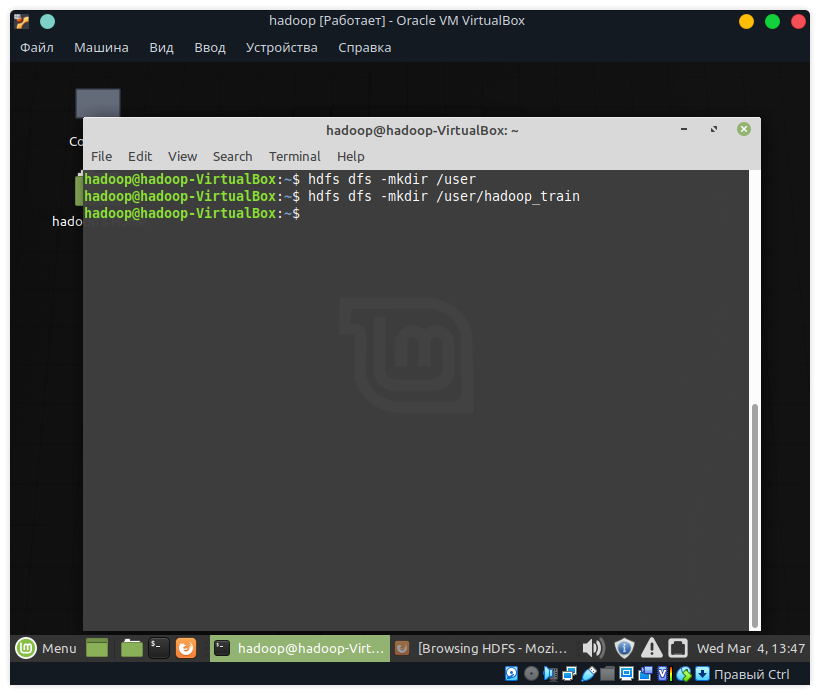 hadoop [Работает] - Oracle VM VirtualBox
Файл Машина Вид Ввод Устройства Справка
hadoop@hadoop-VirtualBox: ~
File Edit View Search Terminal Help
hadoop@hadoop-VirtualBox:~$ hdfs dfs -mkdir /user
hadoop@hadoop-VirtualBox:~$ hdfs dfs -mkdir /user/hadoop_train
hadoop@hadoop-VirtualBox:~$
Menu hadoop@hadoop-Virt... [Browsing HDFS - Mozi... Wed Mar 4, 13:47
Правый Ctrl